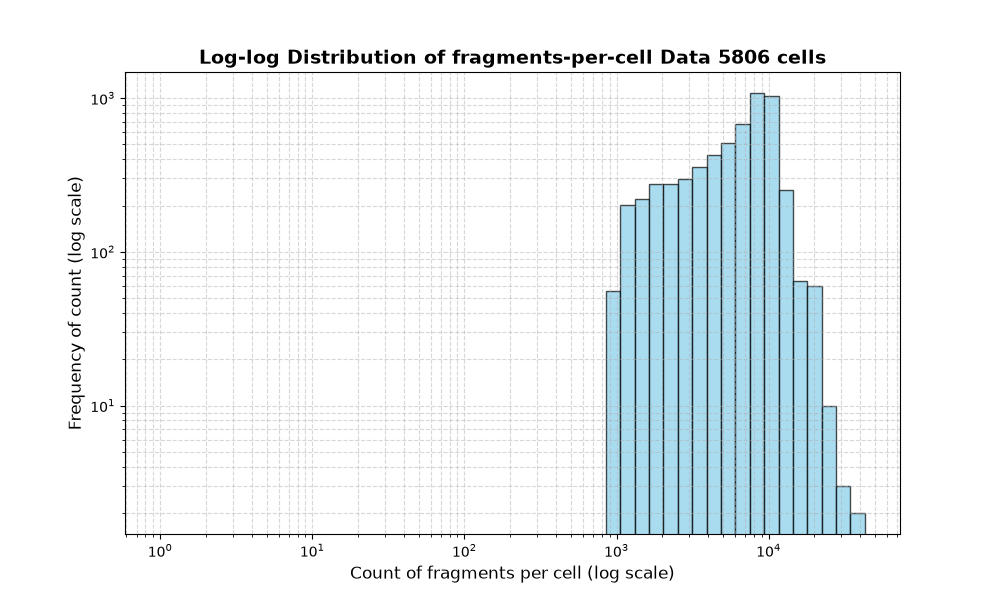 Log-log Distribution of fragments-per-cell Data 5806 cells
Frequency of count (log scale)
10³
10²
10¹
10⁰ 10¹ 10² 10³ 10⁴
Count of fragments per cell (log scale)